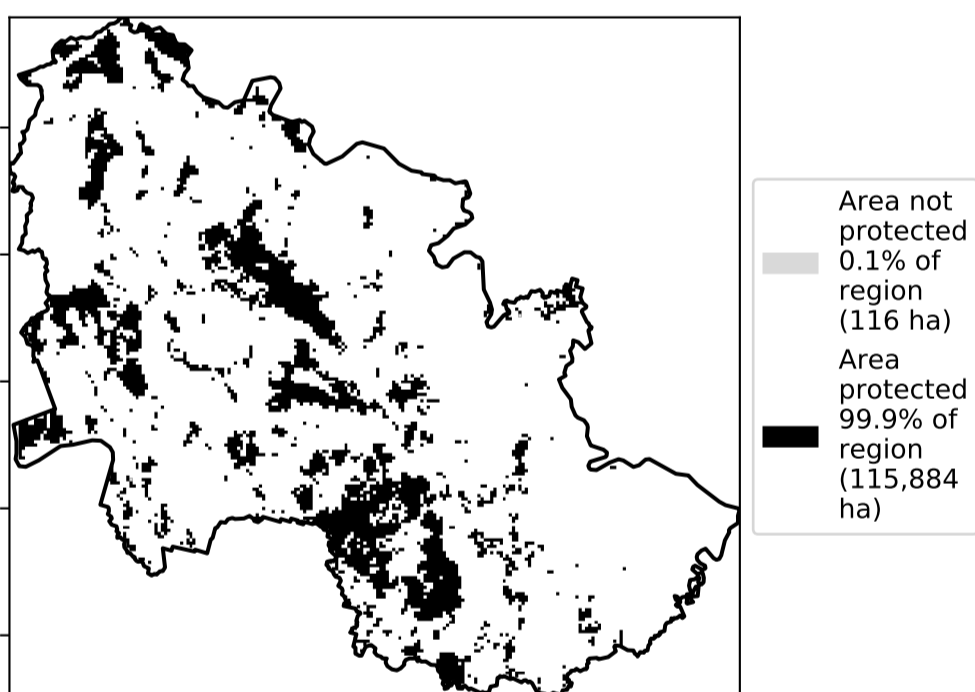 Area not
protected
0.1% of
region
(116 ha)
Area
protected
99.9% of
region
(115,884
ha)